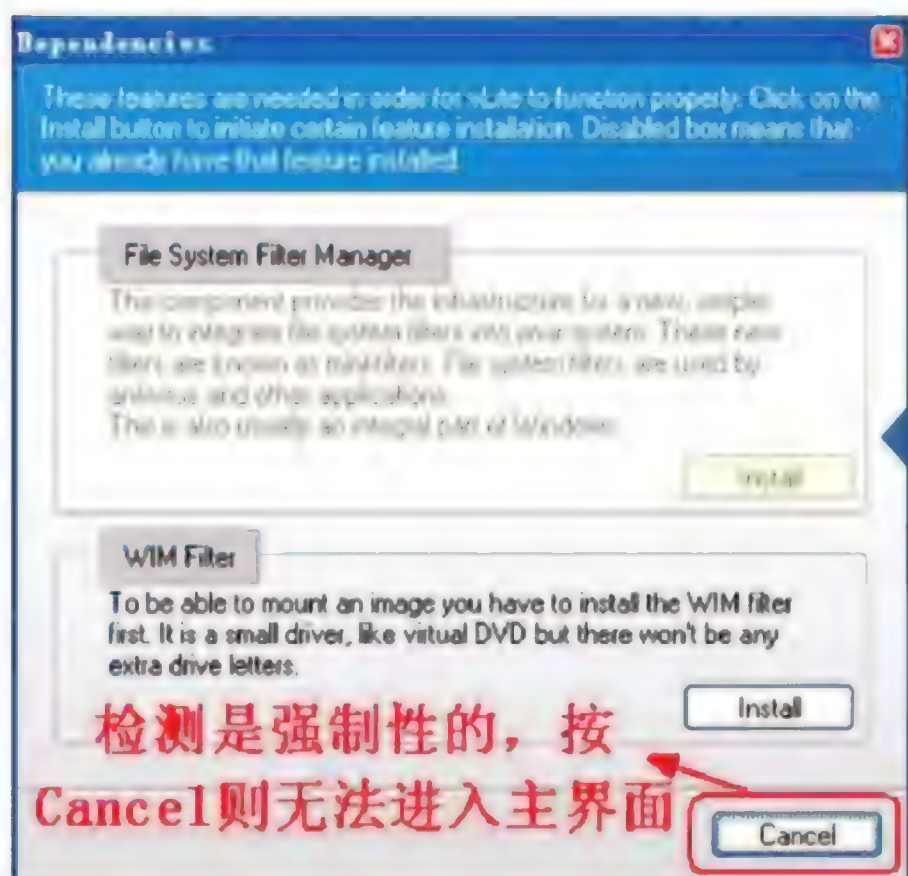 Dependencies
These features are needed in order for vLite to function properly. Click on the
Install button to initiate certain feature installation. Disabled box means that
you already have that feature installed.
File System Filter Manager
This component provides the infrastructure for a new, simpler
way to integrate file system filters into your system. These new
filters are known as minifilters. File system filters are used by
antivirus and other applications.
This is also usually an integral part of Windows.
Install
WIM Filter
To be able to mount an image you have to install the WIM filter
first. It is a small driver, like virtual DVD but there won't be any
extra drive letters.
Install
检测是强制性的，按
Cancel则无法进入主界面
Cancel